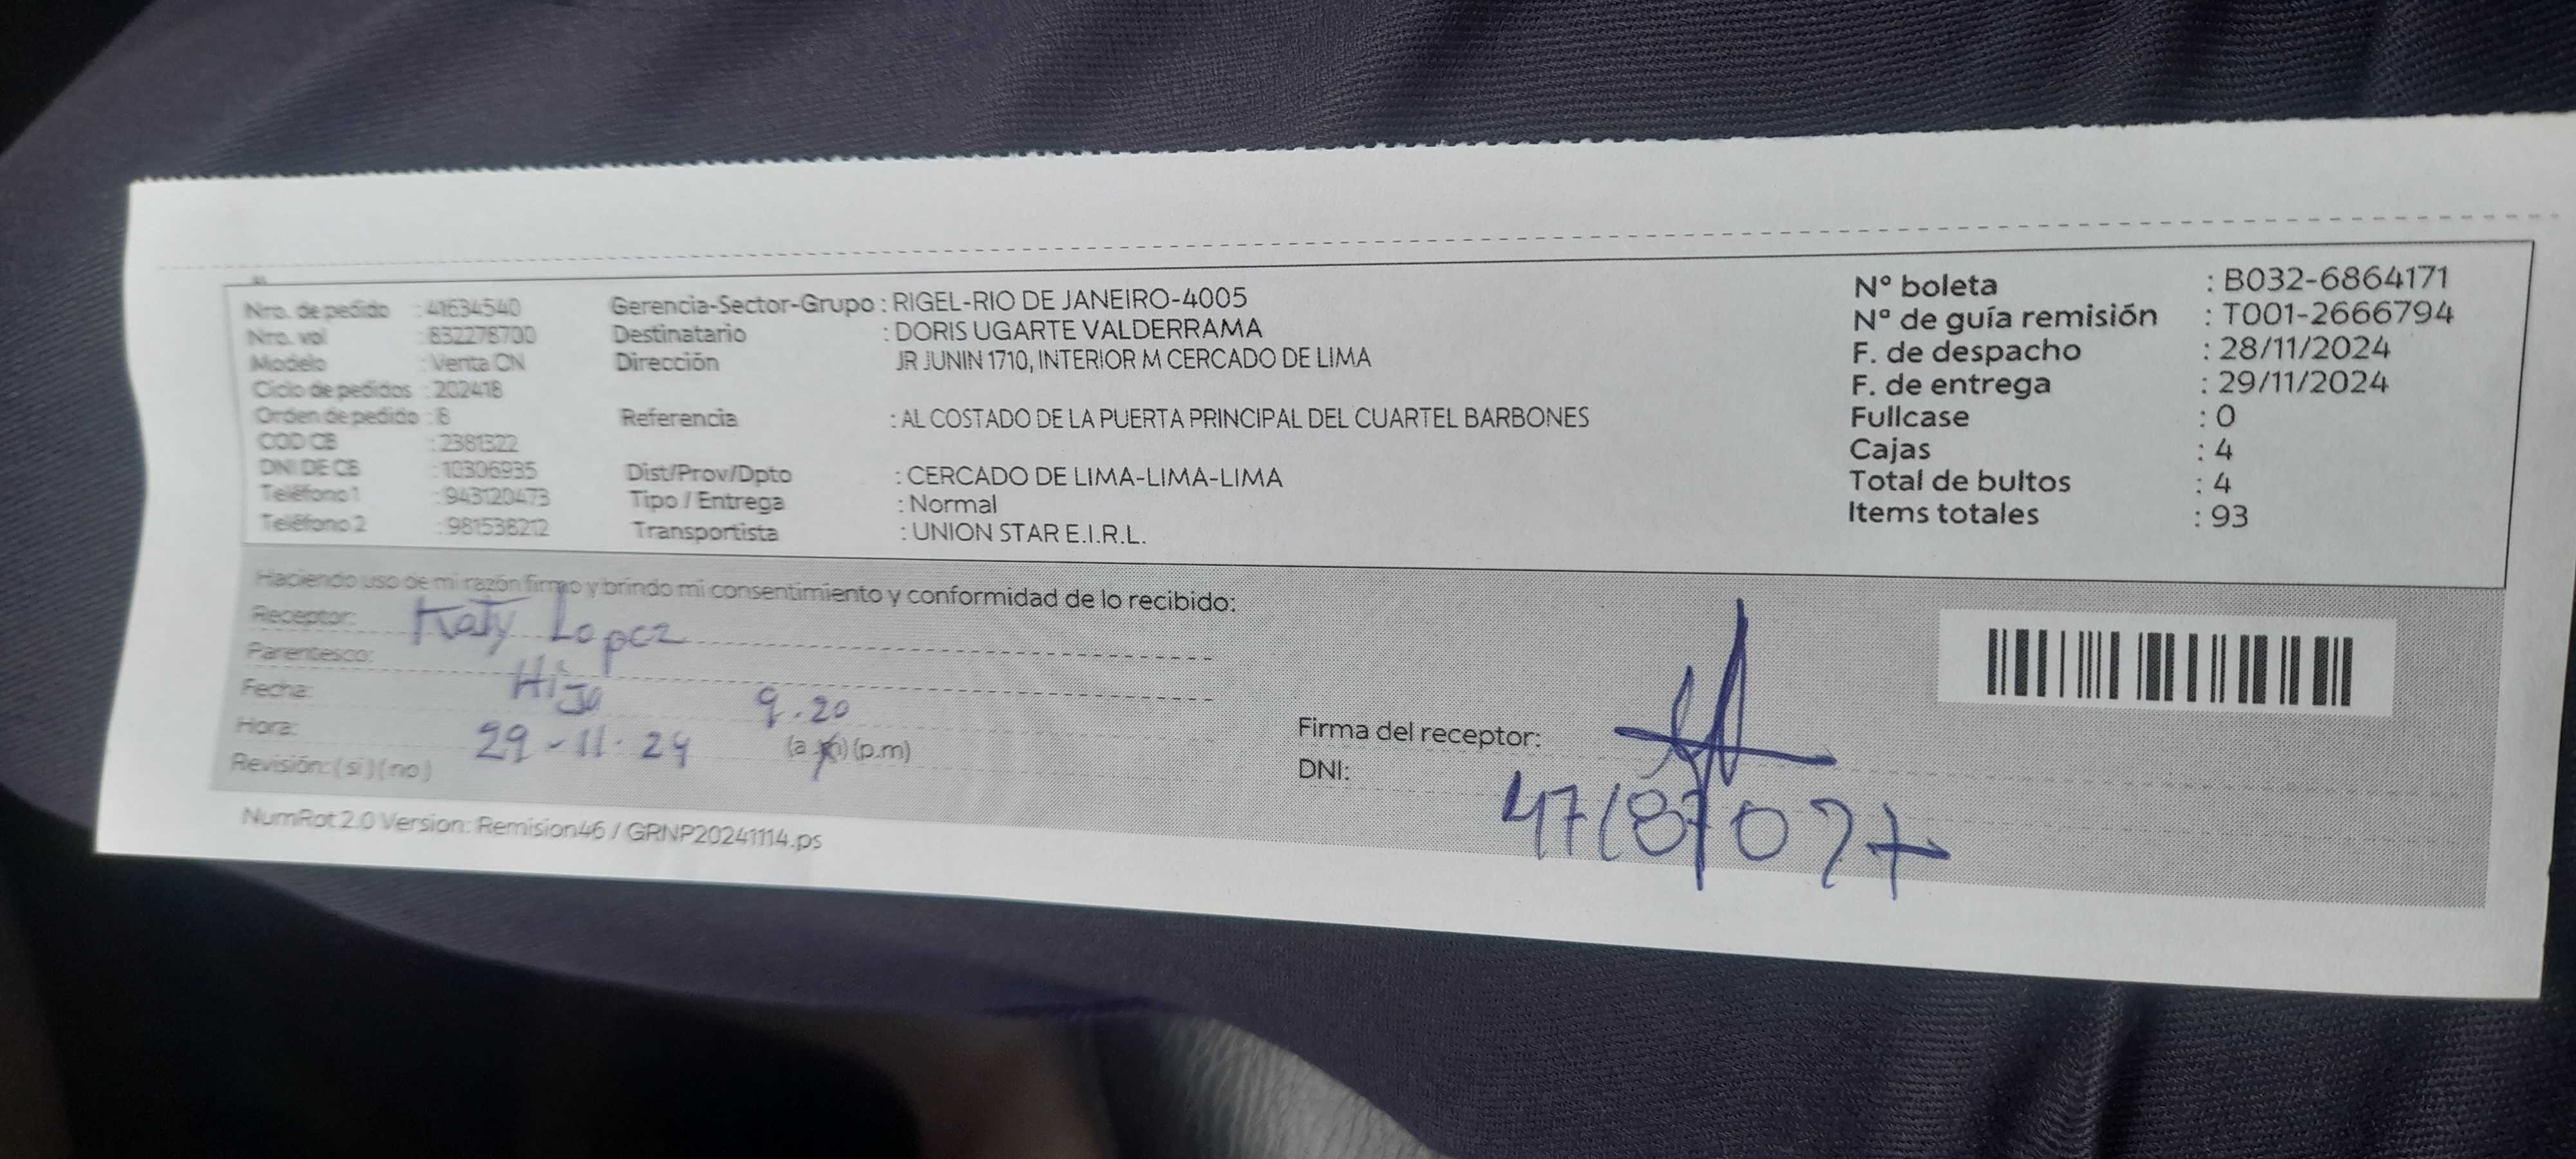 Nro. de pedido : 41634540
Nro. vol : 832278700
Modelo : Venta CN
Ciclo de pedidos : 202418
Orden de pedido : 8
COD CB : 2381322
DNI DE CB : 10306935
Teléfono 1 : 943120473
Teléfono 2 : 981538212
Gerencia-Sector-Grupo : RIGEL-RIO DE JANEIRO-4005
Destinatario : DORIS UGARTE VALDERRAMA
Dirección JR JUNIN 1710, INTERIOR M CERCADO DE LIMA
Referencia : AL COSTADO DE LA PUERTA PRINCIPAL DEL CUARTEL BARBONES
Dist/Prov/Dpto : CERCADO DE LIMA-LIMA-LIMA
Tipo / Entrega : Normal
Transportista : UNION STAR E.I.R.L.
Nº boleta : B032-6864171
Nº de guía remisión : T001-2666794
F. de despacho : 28/11/2024
F. de entrega : 29/11/2024
Fullcase : 0
Cajas : 4
Total de bultos : 4
Items totales : 93
Haciendo uso de mi razón firmo y brindo mi consentimiento y conformidad de lo recibido:
Receptor: Katy Lopez
Parentesco: Hija
Fecha: 9.20
Hora: 29-11-24 (a.m) (p.m)
Revisión: (si) (no)
Firma del receptor:
DNI:
NumRot 2.0 Version: Remision46 / GRNP20241114.ps